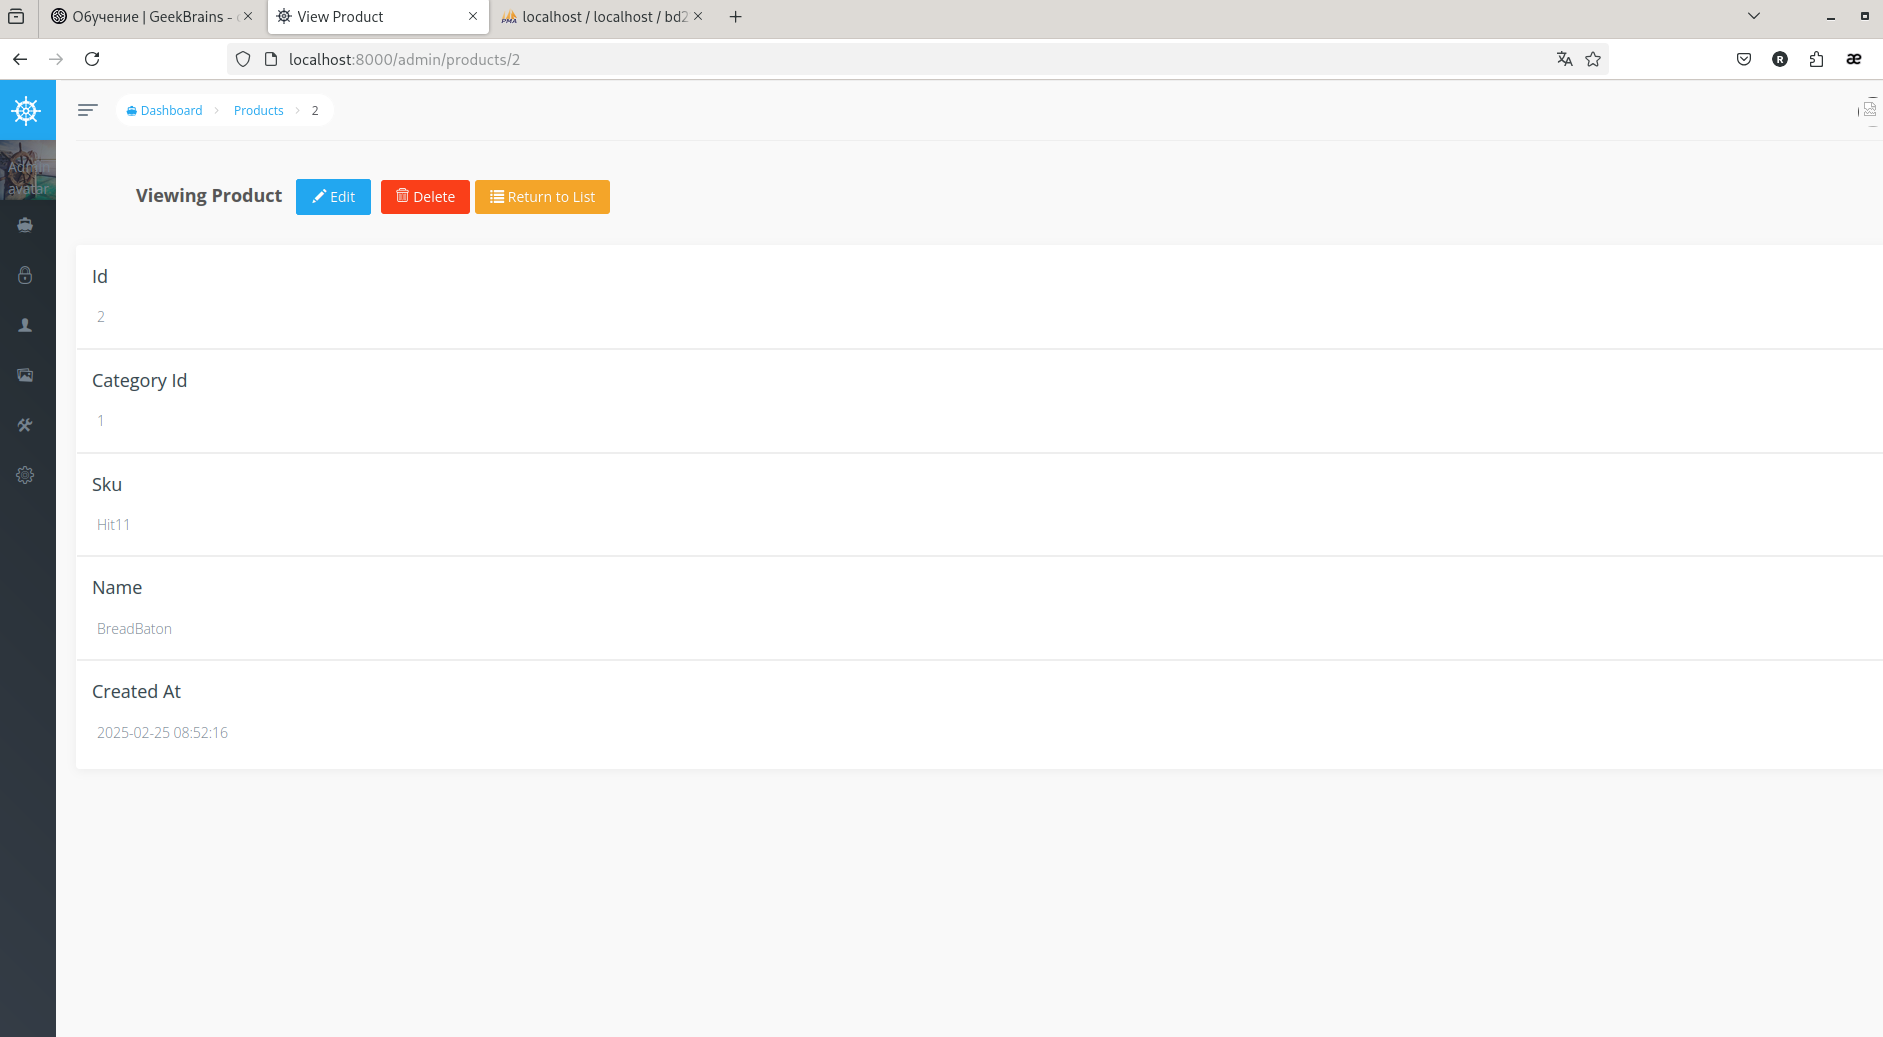 Обучение | GeekBrains -
View Product
localhost / localhost / bd2
localhost:8000/admin/products/2
Dashboard
Products
2
Admin
avatar
Viewing Product
Edit
Delete
Return to List
Id
2
Category Id
1
Sku
Hit11
Name
BreadBaton
Created At
2025-02-25 08:52:16